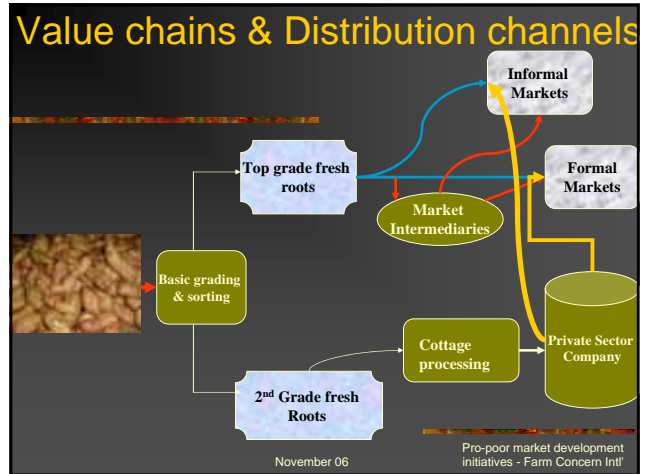 Value chains & Distribution channels
Informal
Markets
Top grade fresh
roots
Formal
Markets
Market
Intermediaries
Basic grading
& sorting
Cottage
processing
Private Sector
Company
2nd Grade fresh
Roots
November 06
Pro-poor market development
initiatives - Farm Concern Intl'